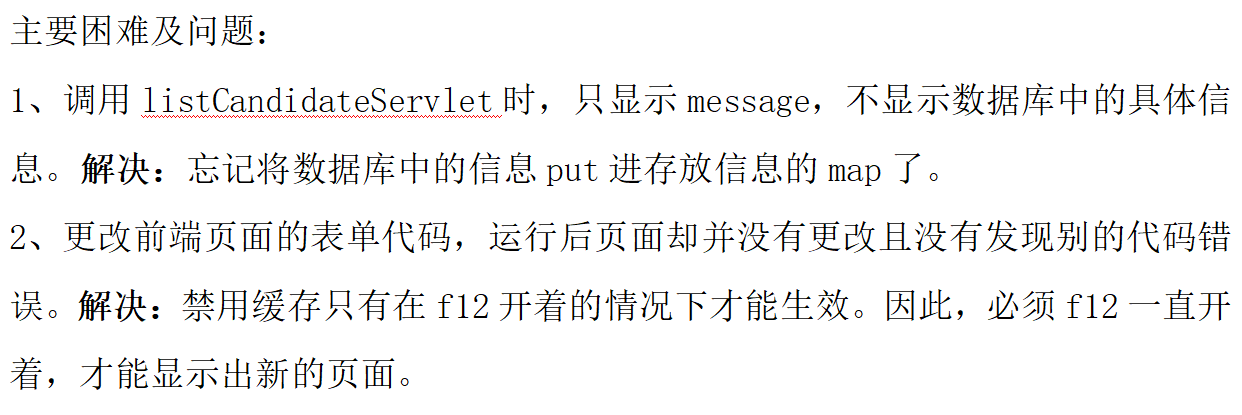 主要困难及问题：
1、调用 listCandidateServlet 时，只显示 message，不显示数据库中的具体信
息。解决：忘记将数据库中的信息 put 进存放信息的 map 了。
2、更改前端页面的表单代码，运行后页面却并没有更改且没有发现别的代码错
误。解决：禁用缓存只有在 f12 开着的情况下才能生效。因此，必须 f12 一直开
着，才能显示出新的页面。